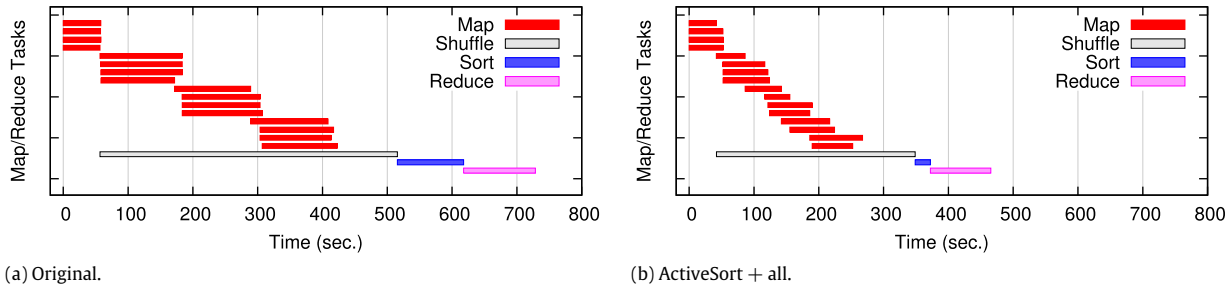 Map/Reduce Tasks
Map
Shuffle
Sort
Reduce
0 100 200 300 400 500 600 700 800
Time (sec.)
(a) Original.
Map/Reduce Tasks
Map
Shuffle
Sort
Reduce
0 100 200 300 400 500 600 700 800
Time (sec.)
(b) ActiveSort + all.